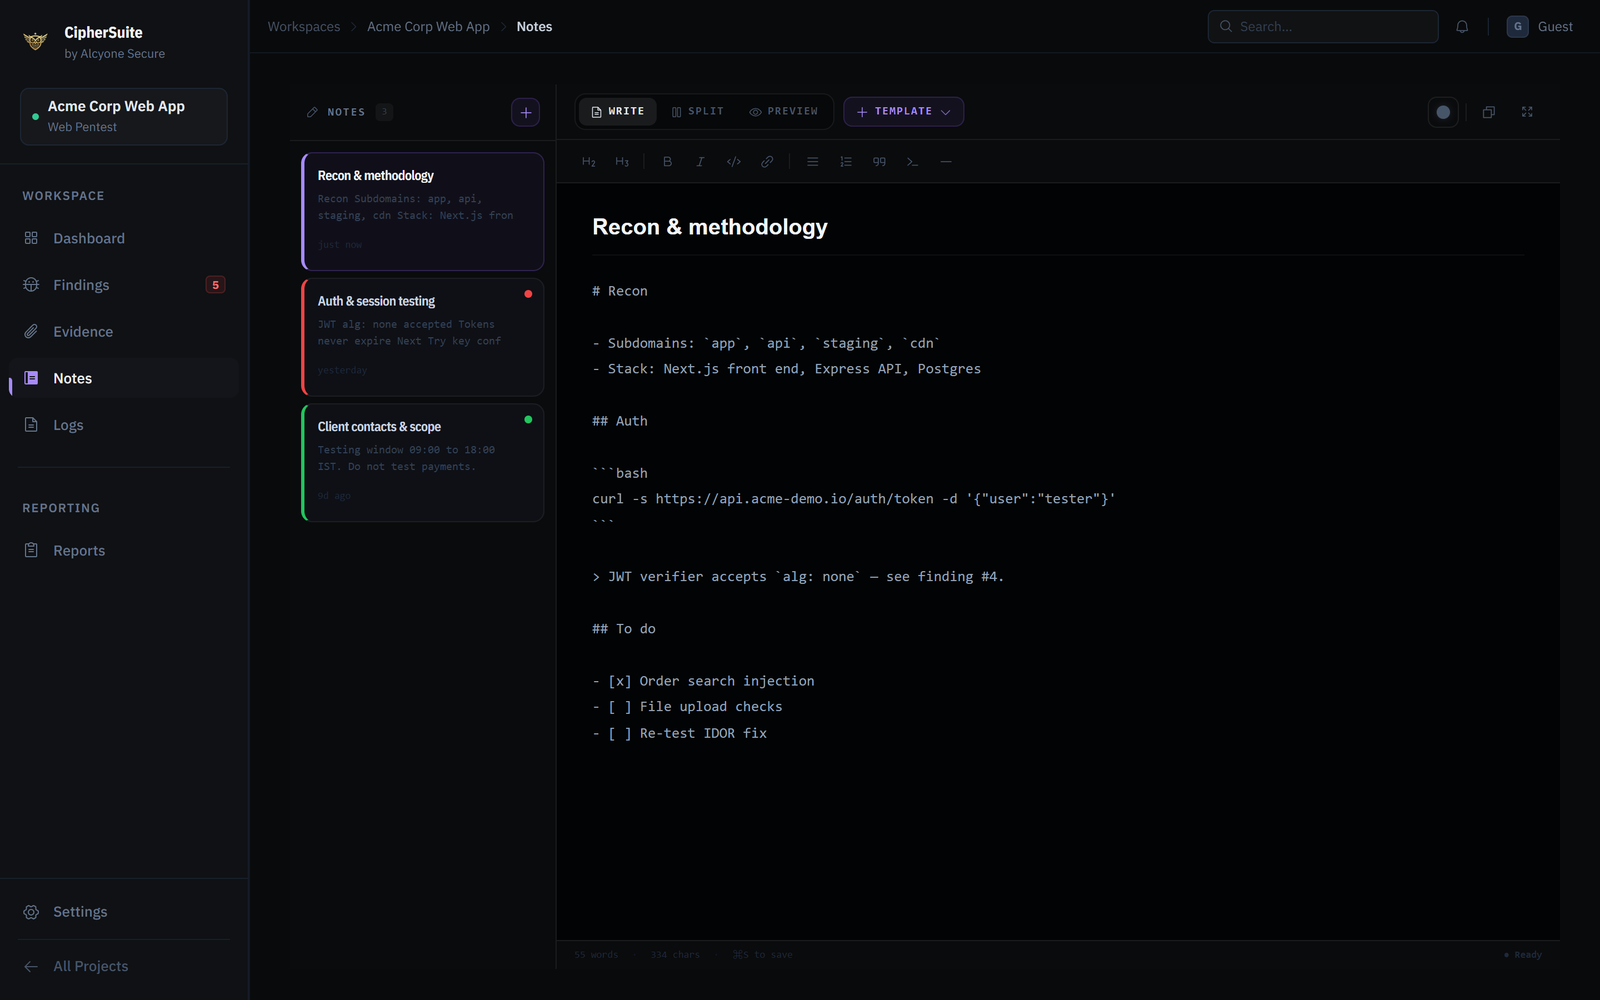 CipherSuite
by Alcyone Secure
Acme Corp Web App
Web Pentest
WORKSPACE
Dashboard
Findings
5
Evidence
Notes
Logs
REPORTING
Reports
Settings
All Projects
Workspaces
Acme Corp Web App
Notes
Search...
G
Guest
NOTES
3
Recon & methodology
Recon Subdomains: app, api,
staging, cdn Stack: Next.js fron
just now
Auth & session testing
JWT alg: none accepted Tokens
never expire Next Try key conf
yesterday
Client contacts & scope
Testing window 09:00 to 18:00
IST. Do not test payments.
9d ago
WRITE
SPLIT
PREVIEW
TEMPLATE
H2
H3
B
I
Recon & methodology
# Recon
- Subdomains: `app`, `api`, `staging`, `cdn`
- Stack: Next.js front end, Express API, Postgres
## Auth
```bash
curl -s https://api.acme-demo.io/auth/token -d '{"user":"tester"}'
```
> JWT verifier accepts `alg: none` — see finding #4.
## To do
- [x] Order search injection
- [ ] File upload checks
- [ ] Re-test IDOR fix
55 words · 334 chars · ⌘S to save
Ready